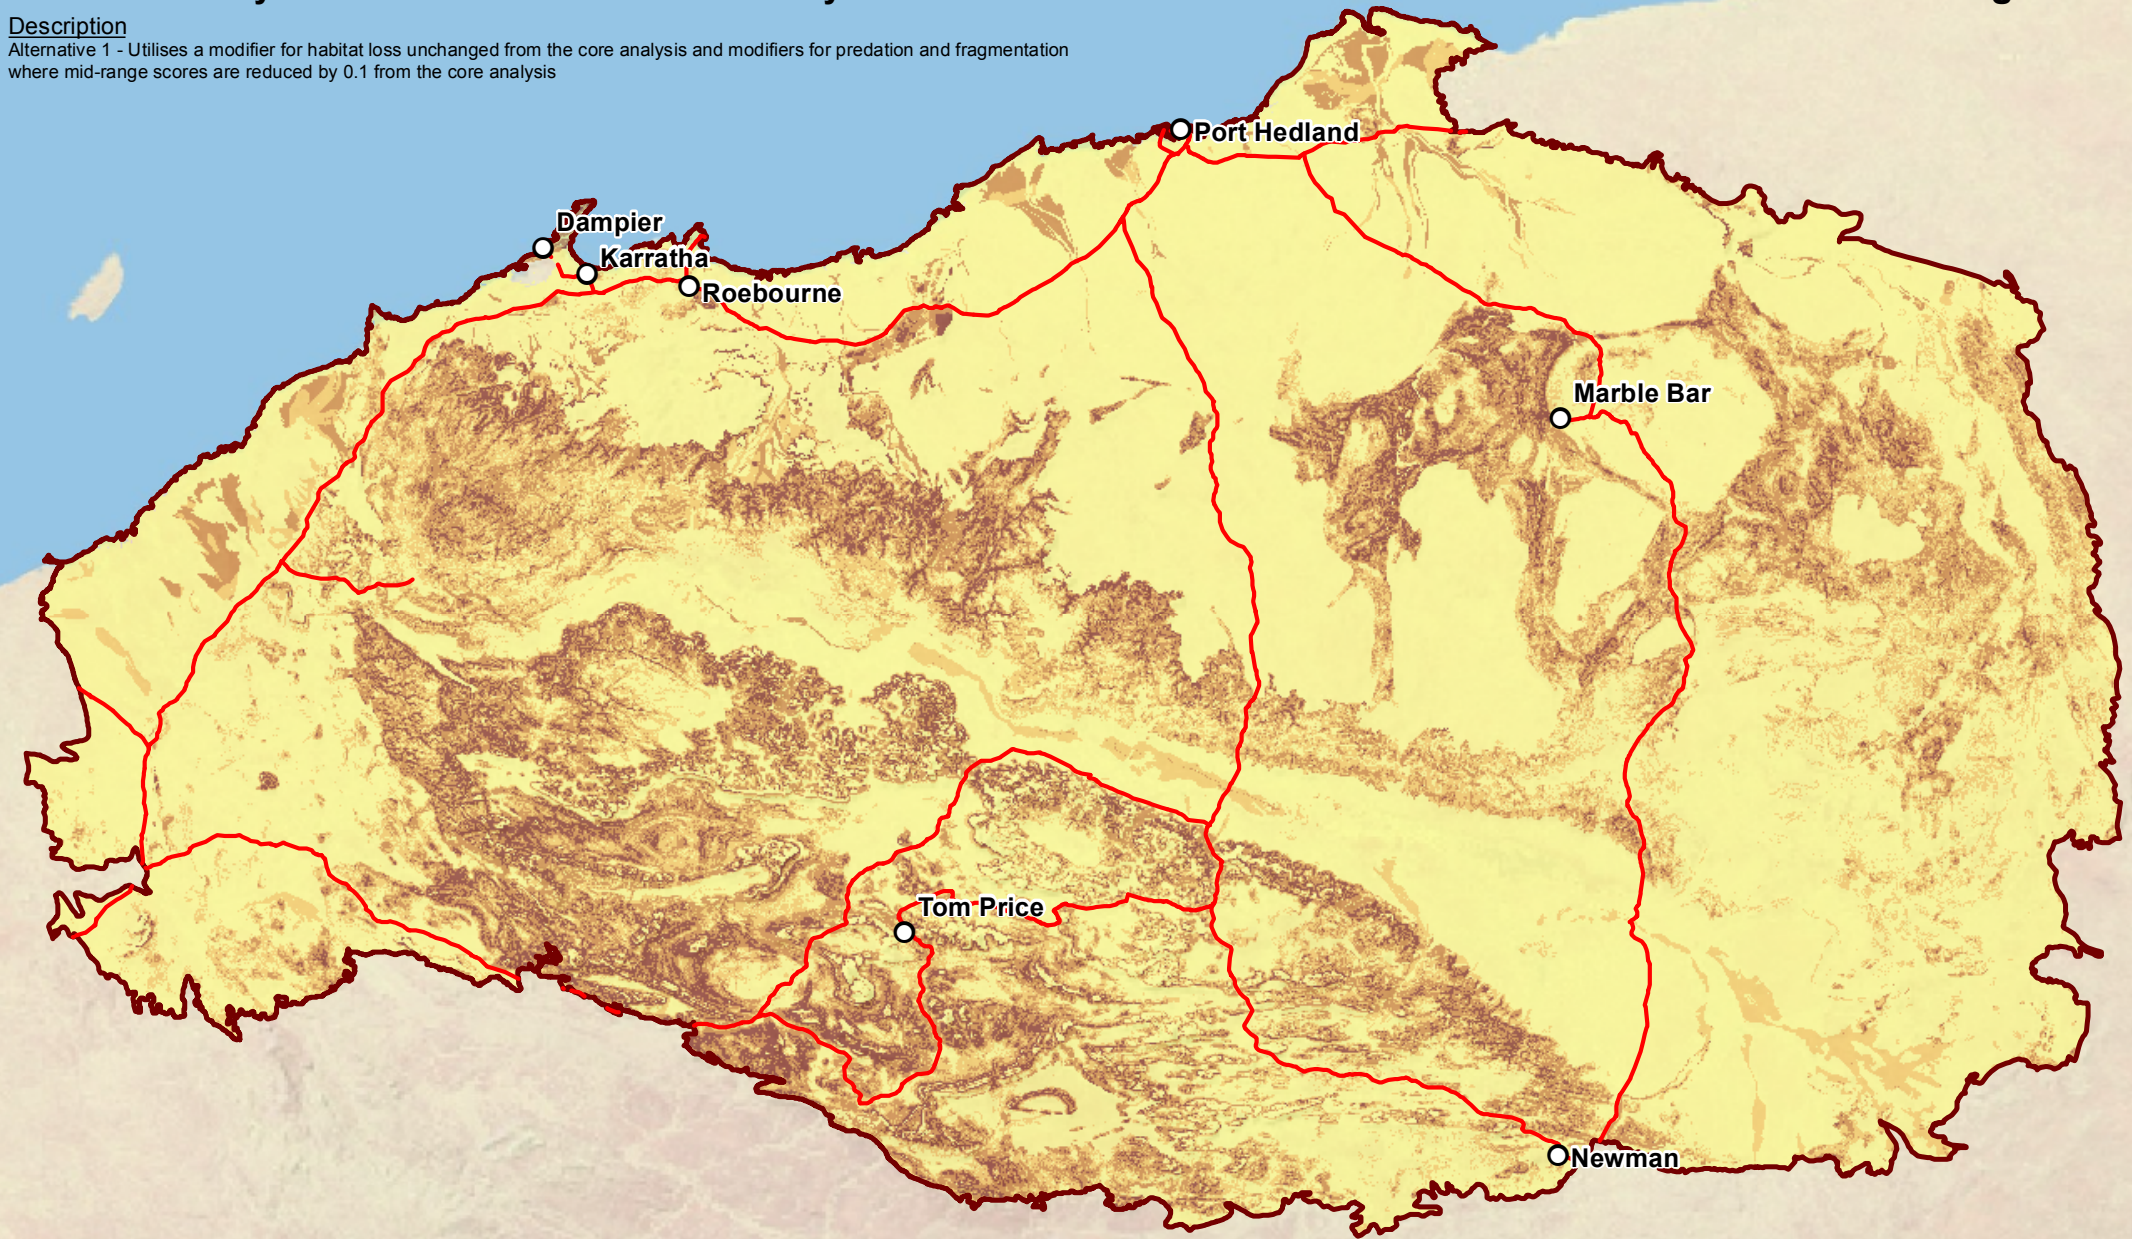 Description
Alternative 1 - Utilises a modifier for habitat loss unchanged from the core analysis and modifiers for predation and fragmentation
where mid-range scores are reduced by 0.1 from the core analysis
Port Hedland
Dampier
Karratha
Roebourne
Marble Bar
Tom Price
Newman